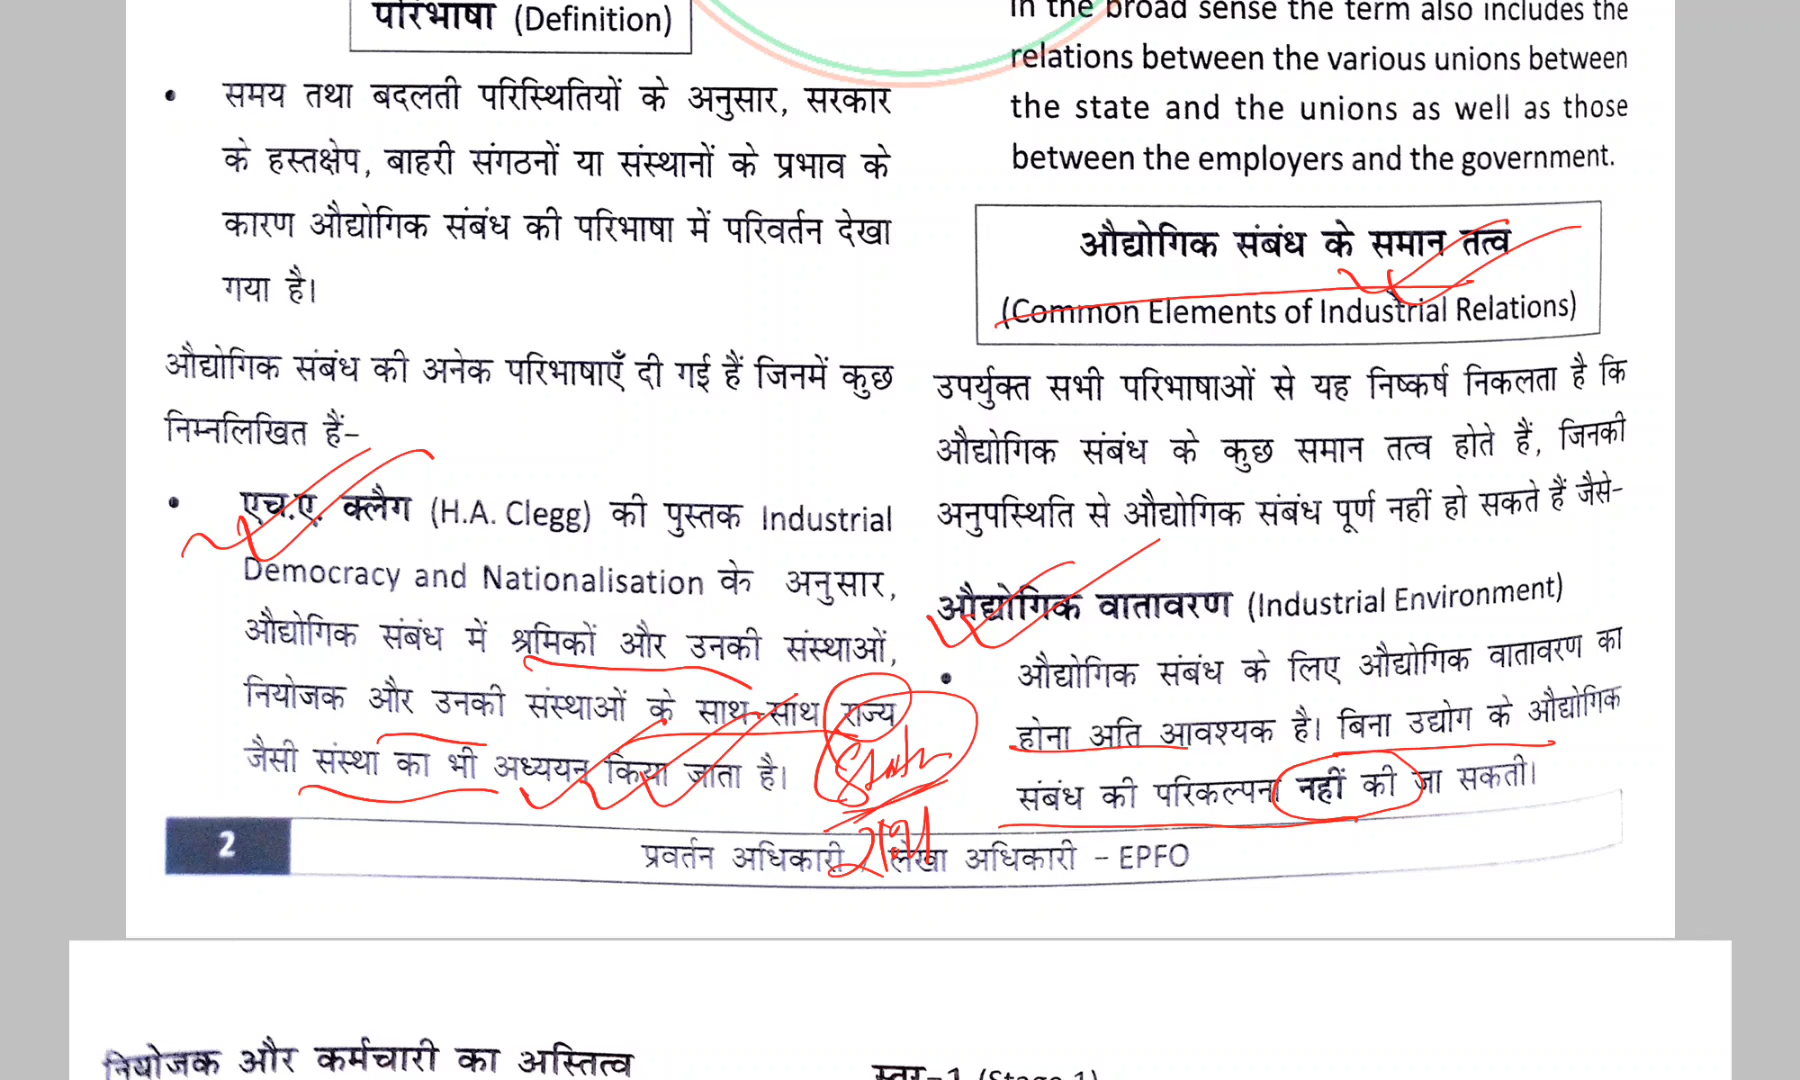 परिभाषा (Definition)
• समय तथा बदलती परिस्थितियों के अनुसार, सरकार
के हस्तक्षेप, बाहरी संगठनों या संस्थानों के प्रभाव के
कारण औद्योगिक संबंध की परिभाषा में परिवर्तन देखा
गया है।
औद्योगिक संबंध की अनेक परिभाषाएँ दी गई हैं जिनमें कुछ
निम्नलिखित हैं–
• एच.ए. क्लैग (H.A. Clegg) की पुस्तक Industrial
Democracy and Nationalisation के अनुसार,
औद्योगिक संबंध में श्रमिकों और उनकी संस्थाओं,
नियोजक और उनकी संस्थाओं के साथ-साथ राज्य
जैसी संस्था का भी अध्ययन किया जाता है।
State
राज्य
In the broad sense the term also includes the
relations between the various unions between
the state and the unions as well as those
between the employers and the government.
औद्योगिक संबंध के समान तत्व
(Common Elements of Industrial Relations)
उपर्युक्त सभी परिभाषाओं से यह निष्कर्ष निकलता है कि
औद्योगिक संबंध के कुछ समान तत्व होते हैं, जिनकी
अनुपस्थिति से औद्योगिक संबंध पूर्ण नहीं हो सकते हैं जैसे–
औद्योगिक वातावरण (Industrial Environment)
• औद्योगिक संबंध के लिए औद्योगिक वातावरण का
होना अति आवश्यक है। बिना उद्योग के औद्योगिक
संबंध की परिकल्पना नहीं की जा सकती।
2
प्रवर्तन अधिकारी लेखा अधिकारी – EPFO
नियोजक और कर्मचारी का अस्तित्व
स्तर–1 (Stage 1)